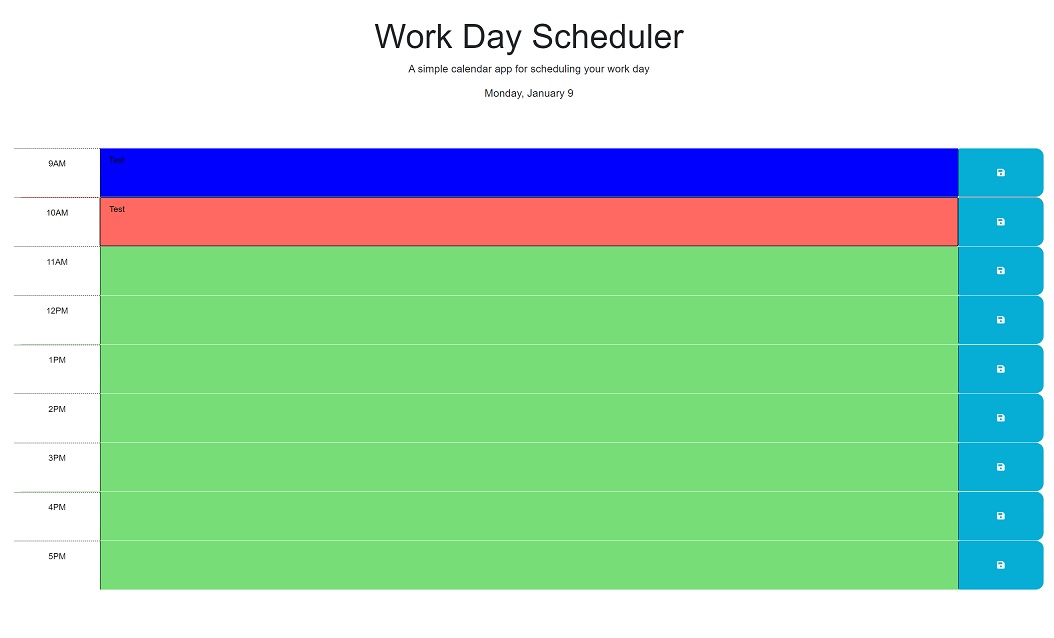 Work Day Scheduler
A simple calendar app for scheduling your work day
Monday, January 9
9AM
Test
10AM
Test
11AM
12PM
1PM
2PM
3PM
4PM
5PM